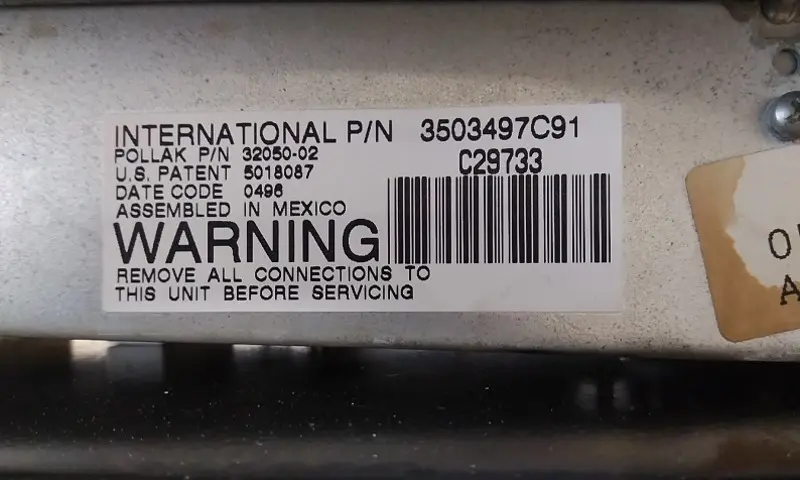 INTERNATIONAL P/N 3503497C91
POLLAK P/N 32050-02
C29733
U.S. PATENT 5018087
DATE CODE 0496
ASSEMBLED IN MEXICO
WARNING
REMOVE ALL CONNECTIONS TO
THIS UNIT BEFORE SERVICING